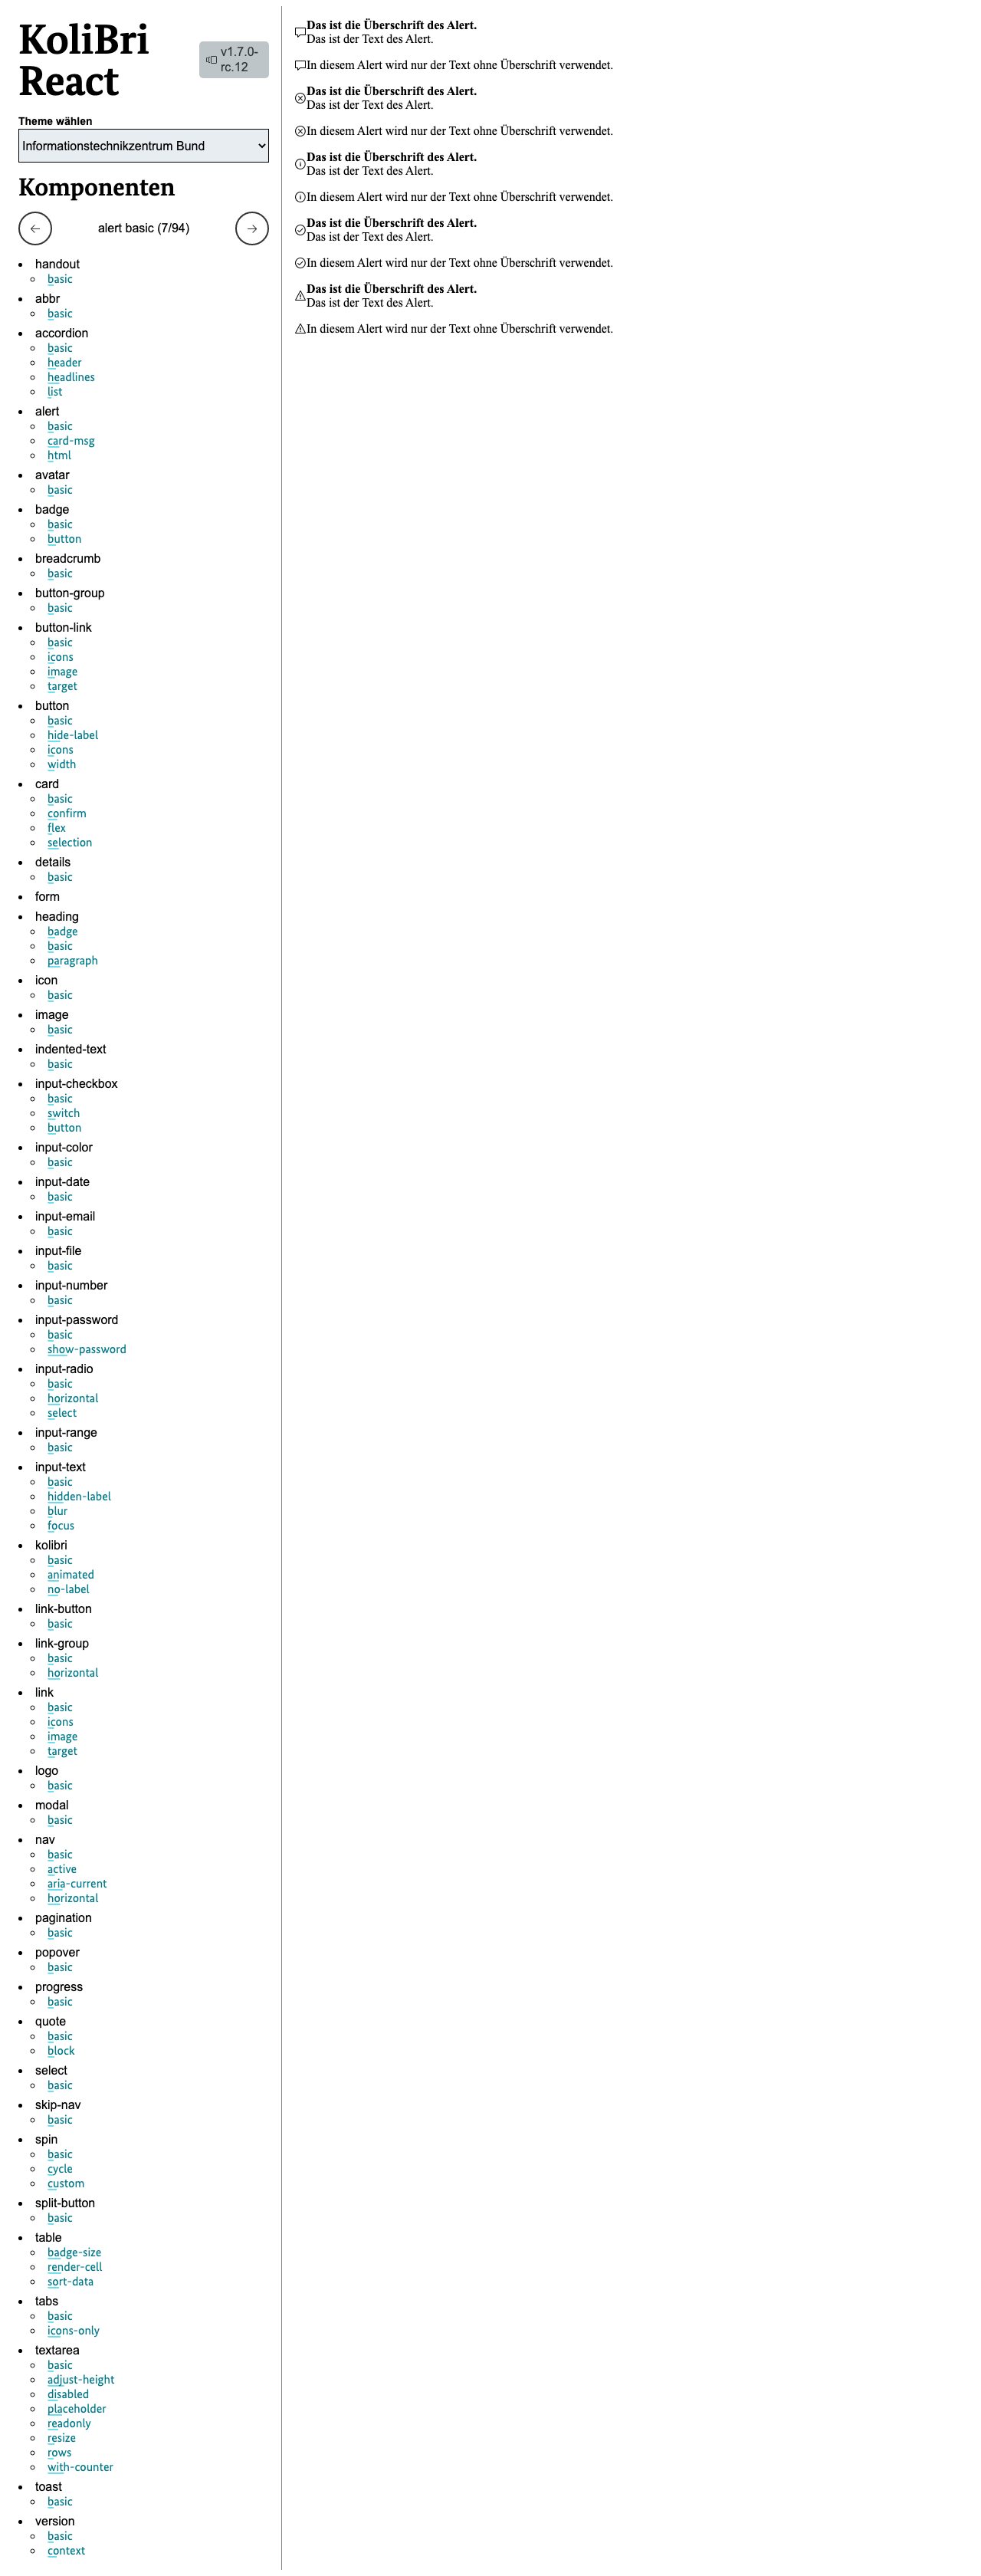 KoliBri
React
v1.7.0-
rc.12
Theme wählen
Informationstechnikzentrum Bund
Komponenten
alert basic (7/94)
handout
basic
abbr
basic
accordion
basic
header
headlines
list
alert
basic
card-msg
html
avatar
basic
badge
basic
button
breadcrumb
basic
button-group
basic
button-link
basic
icons
image
target
button
basic
hide-label
icons
width
card
basic
confirm
flex
selection
details
basic
form
heading
badge
basic
paragraph
icon
basic
image
basic
indented-text
basic
input-checkbox
basic
switch
button
input-color
basic
input-date
basic
input-email
basic
input-file
basic
input-number
basic
input-password
basic
show-password
input-radio
basic
horizontal
select
input-range
basic
input-text
basic
hidden-label
blur
focus
kolibri
basic
animated
no-label
link-button
basic
link-group
basic
horizontal
link
basic
icons
image
target
logo
basic
modal
basic
nav
basic
active
aria-current
horizontal
pagination
basic
popover
basic
progress
basic
quote
basic
block
select
basic
skip-nav
basic
spin
basic
cycle
custom
split-button
basic
table
badge-size
render-cell
sort-data
tabs
basic
icons-only
textarea
basic
adjust-height
disabled
placeholder
readonly
resize
rows
with-counter
toast
basic
version
basic
context
Das ist die Überschrift des Alert.
Das ist der Text des Alert.
In diesem Alert wird nur der Text ohne Überschrift verwendet.
Das ist die Überschrift des Alert.
Das ist der Text des Alert.
In diesem Alert wird nur der Text ohne Überschrift verwendet.
Das ist die Überschrift des Alert.
Das ist der Text des Alert.
In diesem Alert wird nur der Text ohne Überschrift verwendet.
Das ist die Überschrift des Alert.
Das ist der Text des Alert.
In diesem Alert wird nur der Text ohne Überschrift verwendet.
Das ist die Überschrift des Alert.
Das ist der Text des Alert.
In diesem Alert wird nur der Text ohne Überschrift verwendet.